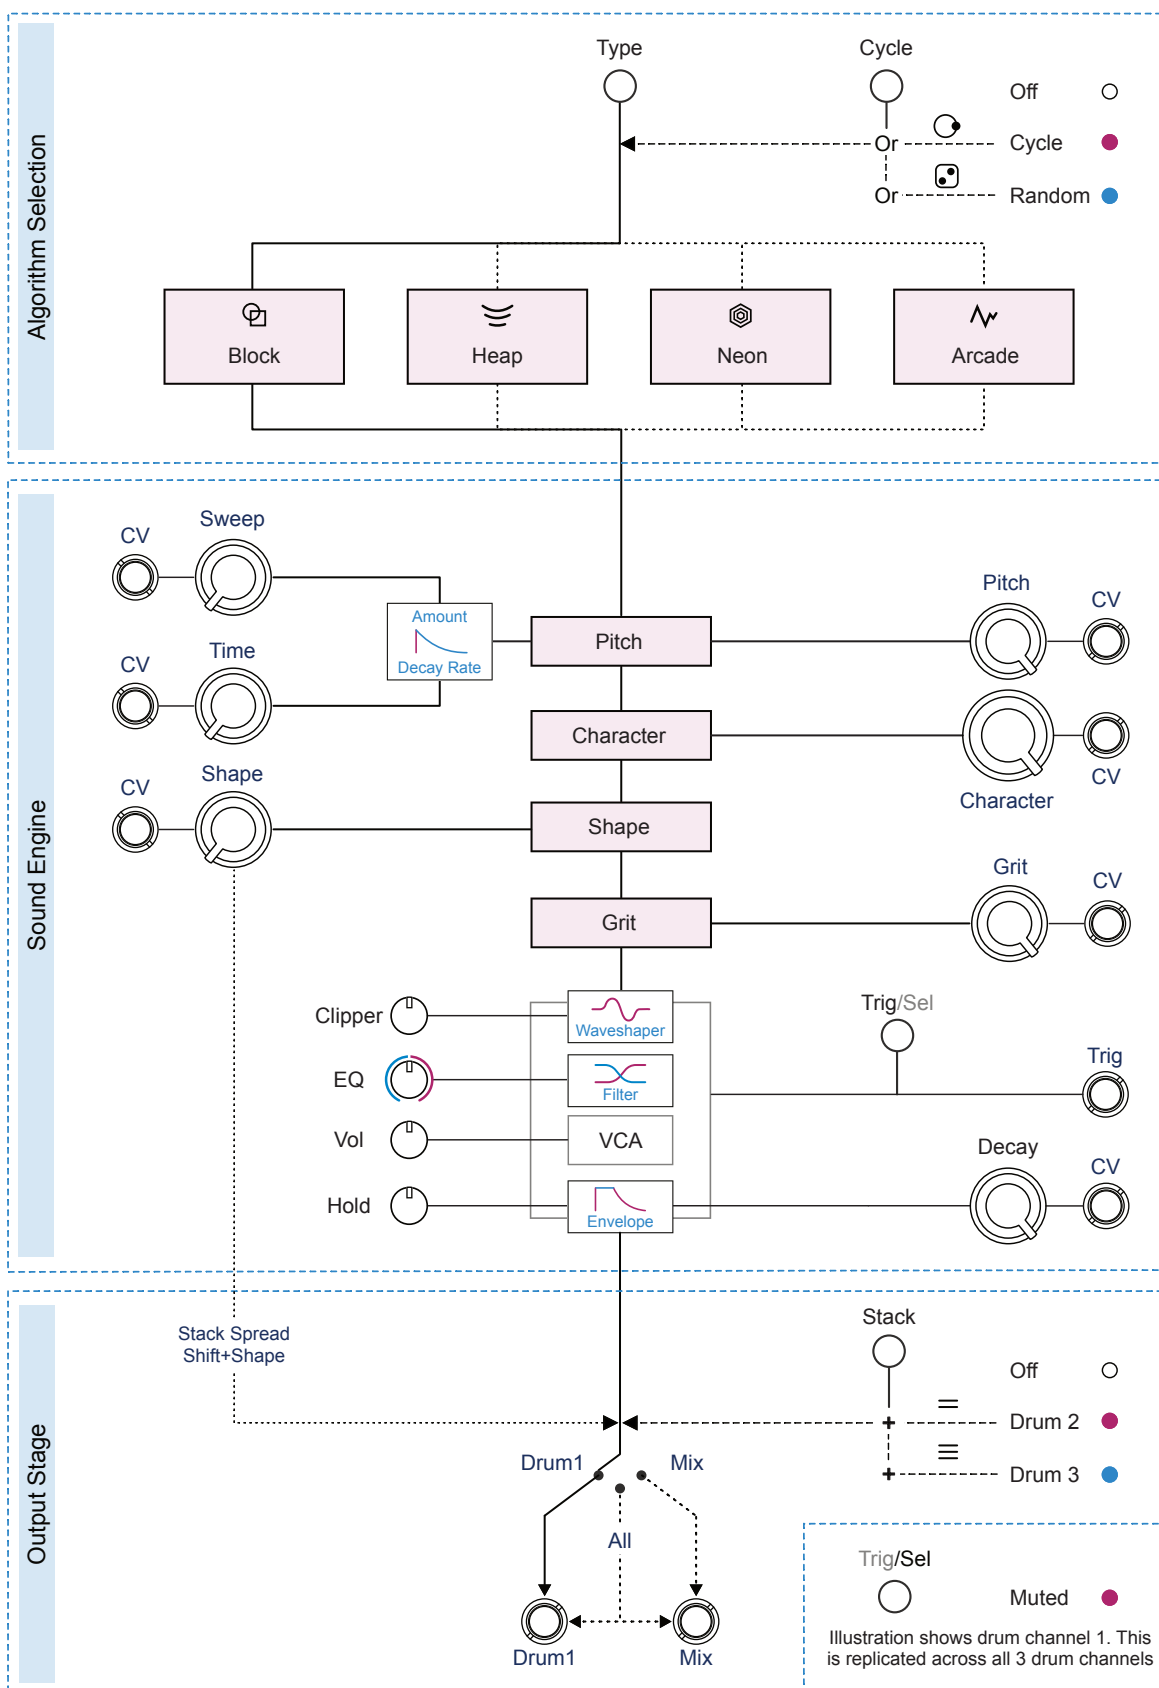 Algorithm Selection
Type
Cycle
Off
Or
Cycle
Or
Random
Block
Heap
Neon
Arcade
Sound Engine
CV
Sweep
Amount
Decay Rate
CV
Time
Pitch
Pitch
CV
Character
Character
CV
CV
Shape
Shape
Grit
Grit
CV
Clipper
Waveshaper
Trig/Sel
EQ
Filter
Trig
Vol
VCA
Decay
CV
Hold
Envelope
Output Stage
Stack Spread
Shift+Shape
Stack
Off
+
Drum 2
+
Drum 3
Drum1
Mix
All
Drum1
Mix
Trig/Sel
Muted
Illustration shows drum channel 1. This
is replicated across all 3 drum channels